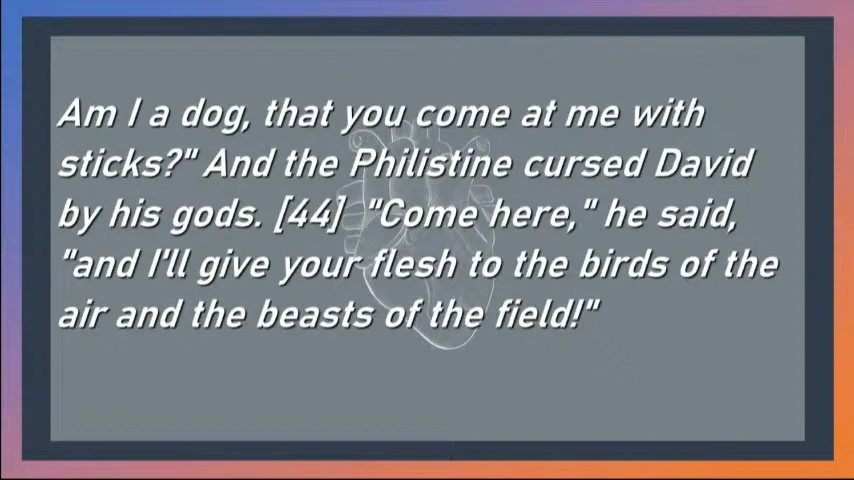 Am I a dog, that you come at me with
sticks?" And the Philistine cursed David
by his gods. [44] "Come here," he said,
"and I'll give your flesh to the birds of the
air and the beasts of the field!"